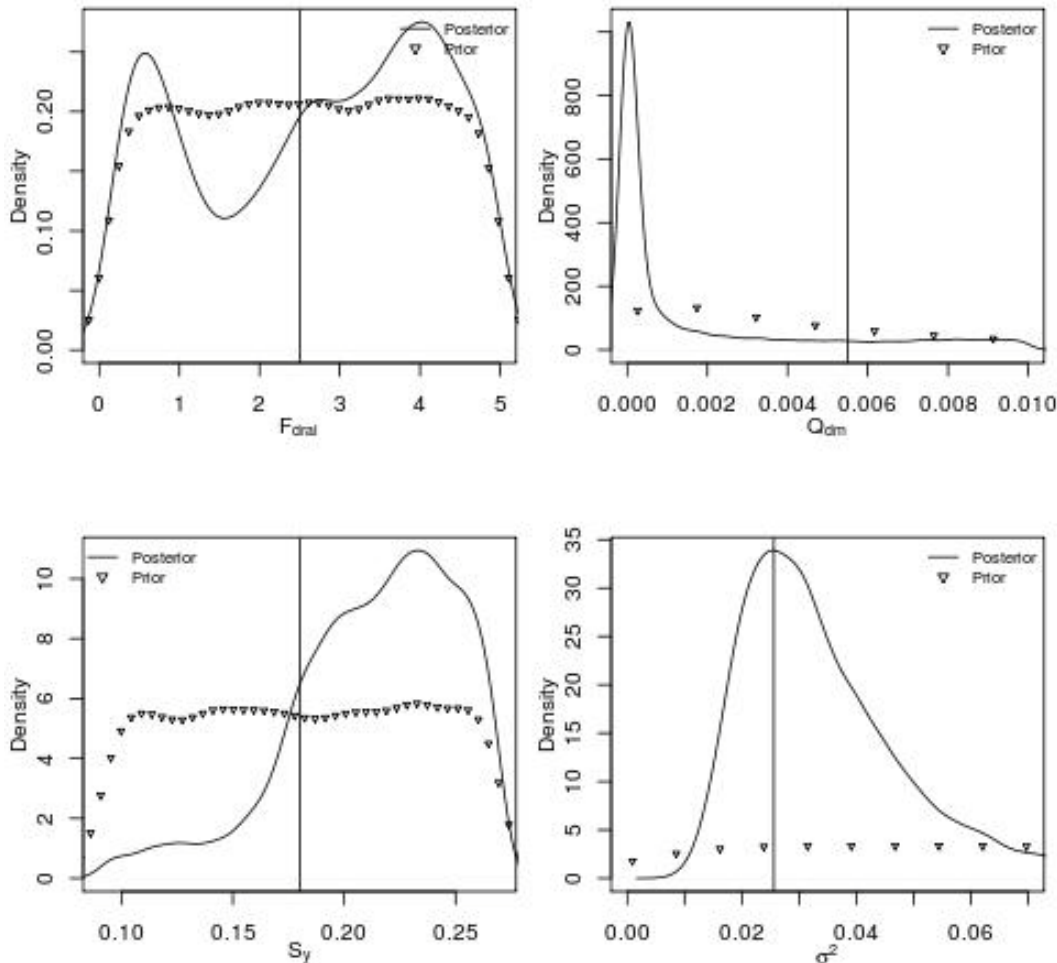 Posterior
Prior
Density
0.00 0.10 0.20
0 1 2 3 4 5
Fdral
Posterior
Prior
Density
0 200 400 600 800
0.000 0.002 0.004 0.006 0.008 0.010
Qdm
Posterior
Prior
Density
0 2 4 6 8 10
0.10 0.15 0.20 0.25
Sy
Posterior
Prior
Density
0 5 10 15 20 25 30 35
0.00 0.02 0.04 0.06
σ²